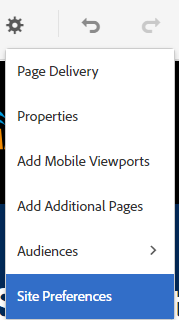 Page Delivery
Properties
Add Mobile Viewports
Add Additional Pages
Audiences
Site Preferences